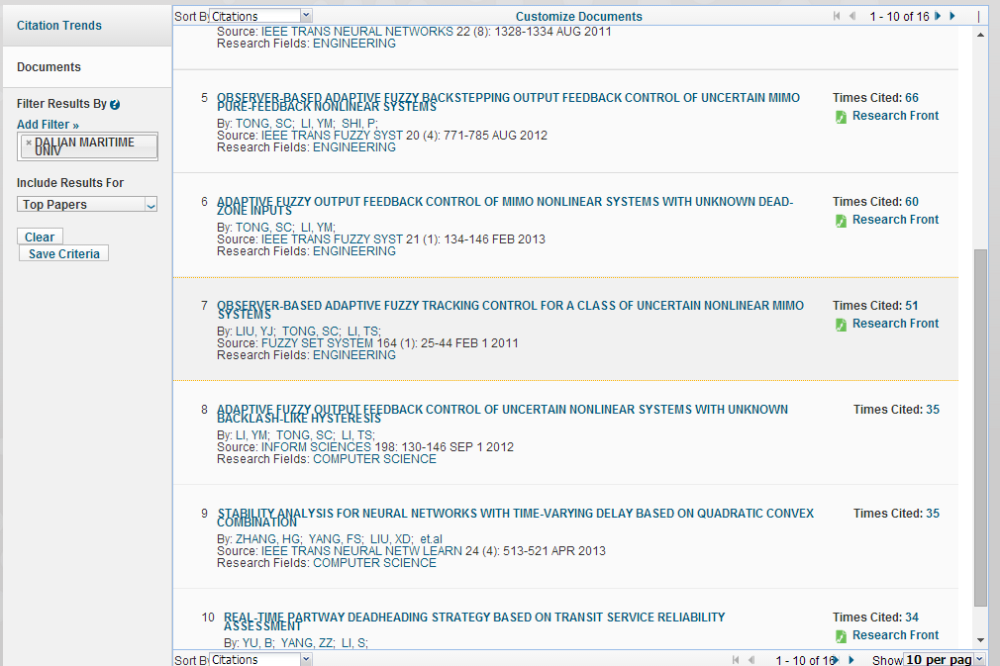 Citation Trends
Documents
Filter Results By ?
Add Filter »
× DALIAN MARITIME
UNIV
Include Results For
Top Papers
Clear
Save Criteria
Sort By Citations
Customize Documents
1 - 10 of 16
Source: IEEE TRANS NEURAL NETWORKS 22 (8): 1328-1334 AUG 2011
Research Fields: ENGINEERING
5 OBSERVER-BASED ADAPTIVE FUZZY BACKSTEPPING OUTPUT FEEDBACK CONTROL OF UNCERTAIN MIMO
PURE-FEEDBACK NONLINEAR SYSTEMS
By: TONG, SC; LI, YM; SHI, P;
Source: IEEE TRANS FUZZY SYST 20 (4): 771-785 AUG 2012
Research Fields: ENGINEERING
Times Cited: 66
Research Front
6 ADAPTIVE FUZZY OUTPUT FEEDBACK CONTROL OF MIMO NONLINEAR SYSTEMS WITH UNKNOWN DEAD-
ZONE INPUTS
By: TONG, SC; LI, YM;
Source: IEEE TRANS FUZZY SYST 21 (1): 134-146 FEB 2013
Research Fields: ENGINEERING
Times Cited: 60
Research Front
7 OBSERVER-BASED ADAPTIVE FUZZY TRACKING CONTROL FOR A CLASS OF UNCERTAIN NONLINEAR MIMO
SYSTEMS
By: LIU, YJ; TONG, SC; LI, TS;
Source: FUZZY SET SYSTEM 164 (1): 25-44 FEB 1 2011
Research Fields: ENGINEERING
Times Cited: 51
Research Front
8 ADAPTIVE FUZZY OUTPUT FEEDBACK CONTROL OF UNCERTAIN NONLINEAR SYSTEMS WITH UNKNOWN
BACKLASH-LIKE HYSTERESIS
By: LI, YM; TONG, SC; LI, TS;
Source: INFORM SCIENCES 198: 130-146 SEP 1 2012
Research Fields: COMPUTER SCIENCE
Times Cited: 35
9 STABILITY ANALYSIS FOR NEURAL NETWORKS WITH TIME-VARYING DELAY BASED ON QUADRATIC CONVEX
COMBINATION
By: ZHANG, HG; YANG, FS; LIU, XD; et.al
Source: IEEE TRANS NEURAL NETW LEARN 24 (4): 513-521 APR 2013
Research Fields: COMPUTER SCIENCE
Times Cited: 35
10 REAL-TIME PARTWAY DEADHEADING STRATEGY BASED ON TRANSIT SERVICE RELIABILITY
ASSESSMENT
By: YU, B; YANG, ZZ; LI, S;
Times Cited: 34
Research Front
Sort By Citations
1 - 10 of 16
Show 10 per pag